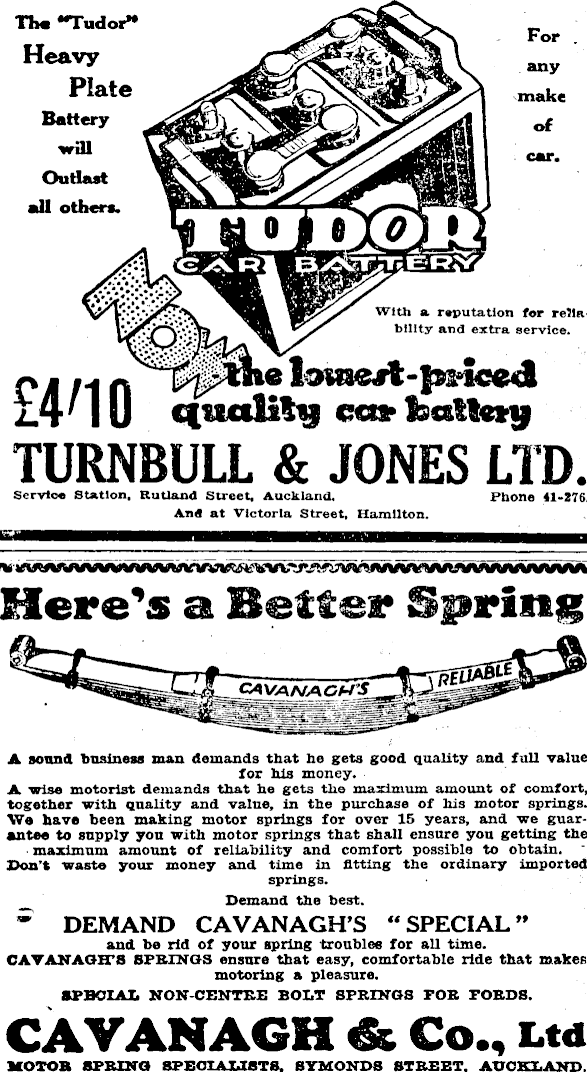 The "Tudor"
Heavy
Plate
Battery
will
Outlast
all others.
For
any
make
of
car.
TUDOR
CAR BATTERY
With a reputation for relia-
bility and extra service.
NOW
the lowest-priced
£4/10
quality car battery
TURNBULL & JONES LTD.
Service Station, Rutland Street, Auckland. Phone 41-276
And at Victoria Street, Hamilton.
Here's a Better Spring
CAVANAGH'S RELIABLE
A sound business man demands that he gets good quality and full value
for his money.
A wise motorist demands that he gets the maximum amount of comfort,
together with quality and value, in the purchase of his motor springs.
We have been making motor springs for over 15 years, and we guar-
antee to supply you with motor springs that shall ensure you getting the
maximum amount of reliability and comfort possible to obtain.
Don't waste your money and time in fitting the ordinary imported
springs.
Demand the best.
DEMAND CAVANAGH'S "SPECIAL"
and be rid of your spring troubles for all time.
CAVANAGH'S SPRINGS ensure that easy, comfortable ride that makes
motoring a pleasure.
SPECIAL NON-CENTRE BOLT SPRINGS FOR FORDS.
CAVANAGH & Co., Ltd
MOTOR SPRING SPECIALISTS, SYMONDS STREET, AUCKLAND,